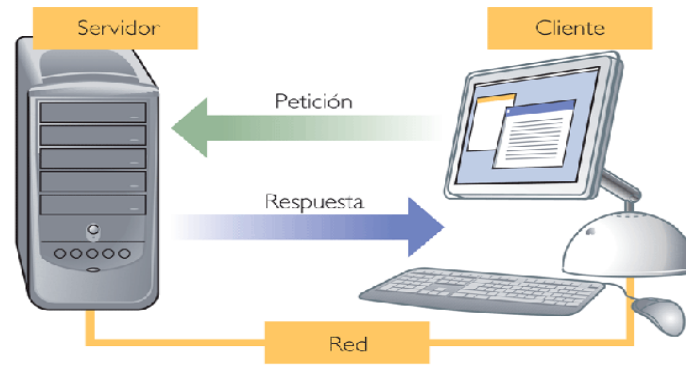 Servidor
Cliente
Petición
Respuesta
Red